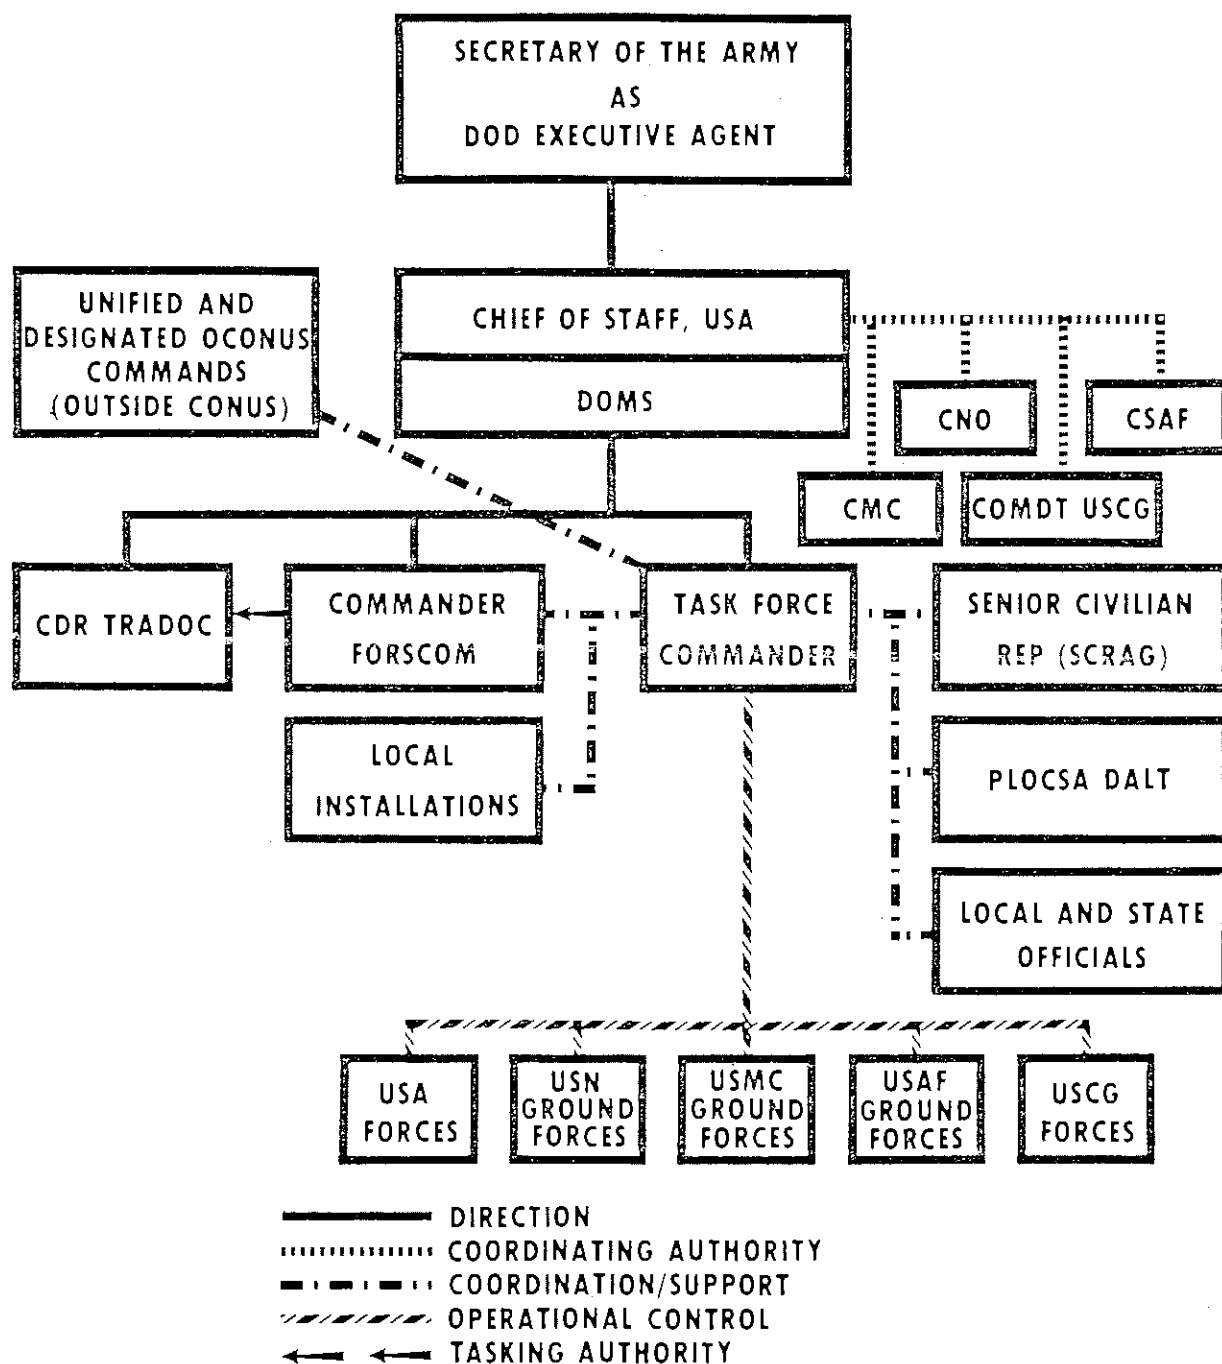 SECRETARY OF THE ARMY
AS
DOD EXECUTIVE AGENT
UNIFIED AND
DESIGNATED OCONUS
COMMANDS
(OUTSIDE CONUS)
CHIEF OF STAFF, USA
DOMS
CNO
CSAF
CMC
COMDT USCG
CDR TRADOC
COMMANDER
FORSCOM
TASK FORCE
COMMANDER
SENIOR CIVILIAN
REP (SCRAG)
LOCAL
INSTALLATIONS
PLOCSA DALT
LOCAL AND STATE
OFFICIALS
USA
FORCES
USN
GROUND
FORCES
USMC
GROUND
FORCES
USAF
GROUND
FORCES
USCG
FORCES
DIRECTION
COORDINATING AUTHORITY
COORDINATION/SUPPORT
OPERATIONAL CONTROL
TASKING AUTHORITY